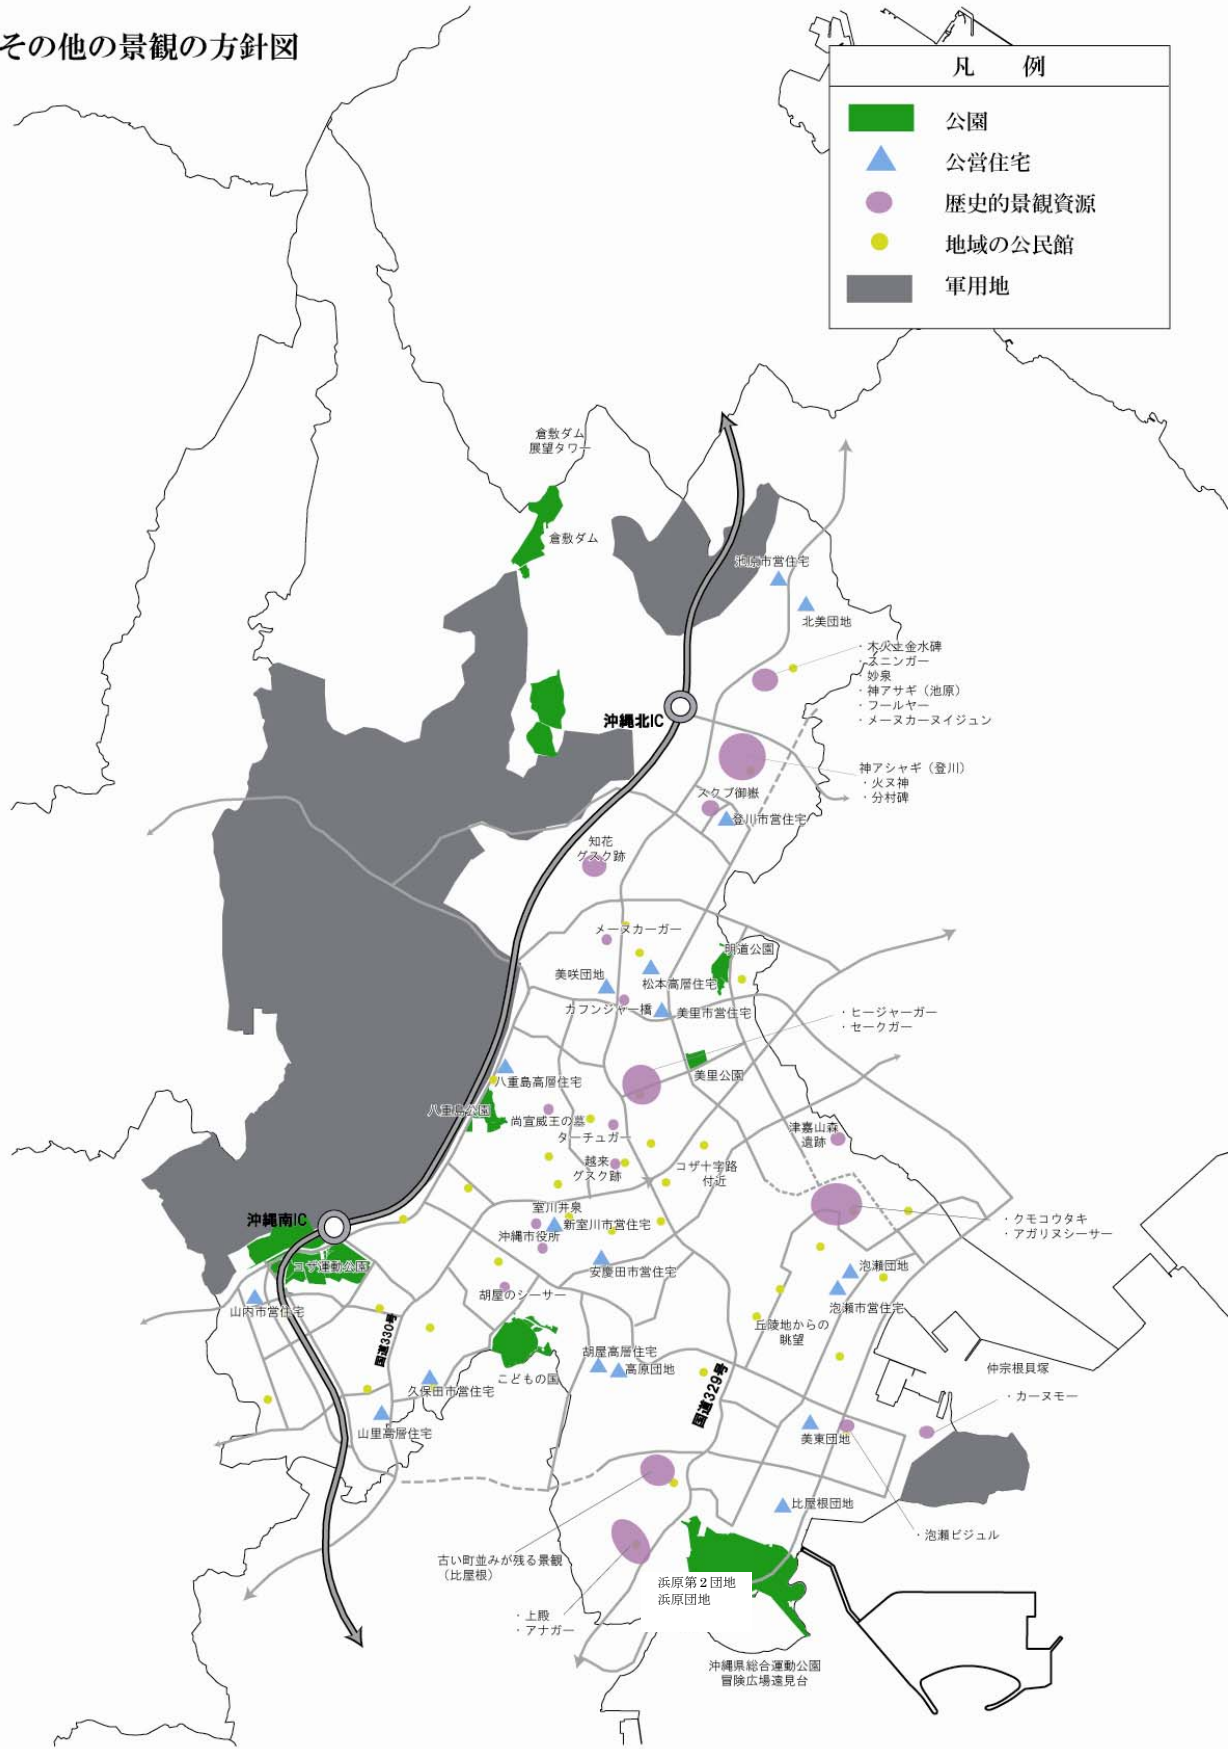 その他の景観の方針図
凡　例
公園
公営住宅
歴史的景観資源
地域の公民館
軍用地
倉敷ダム
展望タワー
倉敷ダム
池原市営住宅
北美団地
・木火土金水碑
・ヌニンガー
・妙泉
・神アサギ（池原）
・フールヤー
・メーヌカーヌイジュン
沖縄北IC
神アシャギ（登川）
・火ヌ神
・分村碑
スクブ御嶽
登川市営住宅
知花
グスク跡
メーヌカーガー
明道公園
美咲団地
松本高層住宅
カフンジャー橋
美里市営住宅
・ヒージャーガー
・セークガー
美里公園
八重島高層住宅
八重島公園
尚宣威王の墓
ターチュガー
津嘉山森
遺跡
越来
グスク跡
コザ十字路
付近
室川井泉
新室川市営住宅
沖縄市役所
・クモコウタキ
・アガリヌシーサー
沖縄南IC
コザ運動公園
安慶田市営住宅
泡瀬団地
泡瀬市営住宅
胡屋のシーサー
山内市営住宅
丘陵地からの
眺望
国道330号
胡屋高層住宅
高原団地
こどもの国
国道329号
仲宗根貝塚
・カーヌモー
久保田市営住宅
山里高層住宅
美東団地
比屋根団地
・泡瀬ビジュル
古い町並みが残る景観
（比屋根）
浜原第２団地
浜原団地
・上殿
・アナガー
沖縄県総合運動公園
冒険広場遠見台